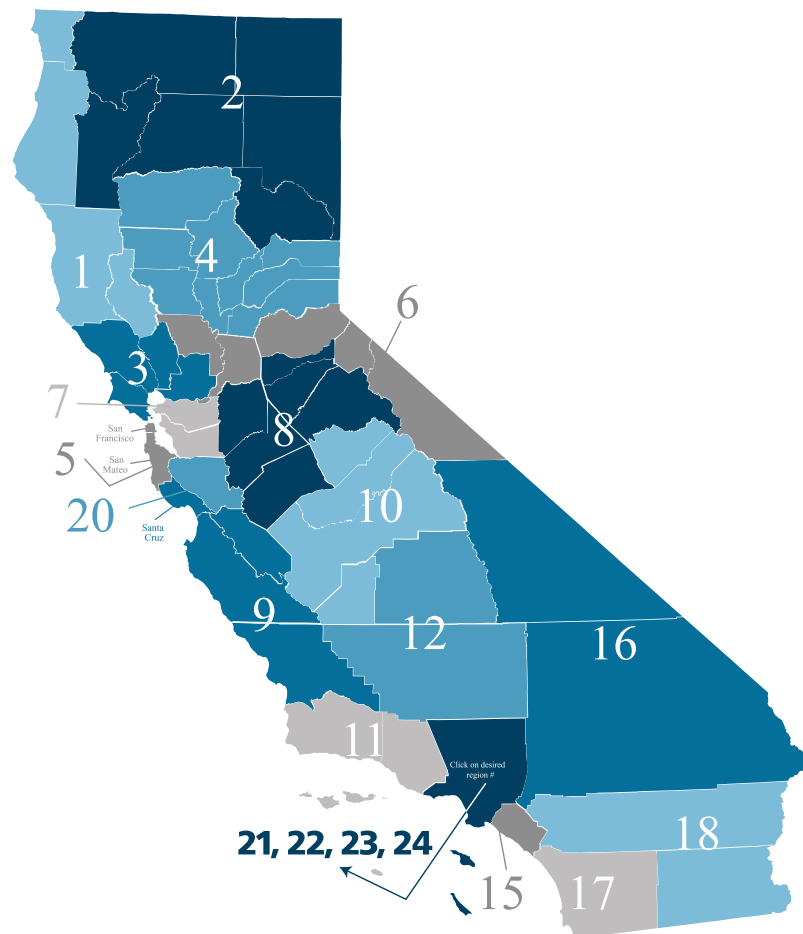 2
4
1
6
3
7
8
San
Francisco
5
San
Mateo
10
20
Santa
Cruz
9
12
16
11
Click on desired
region #
21, 22, 23, 24
18
15
17